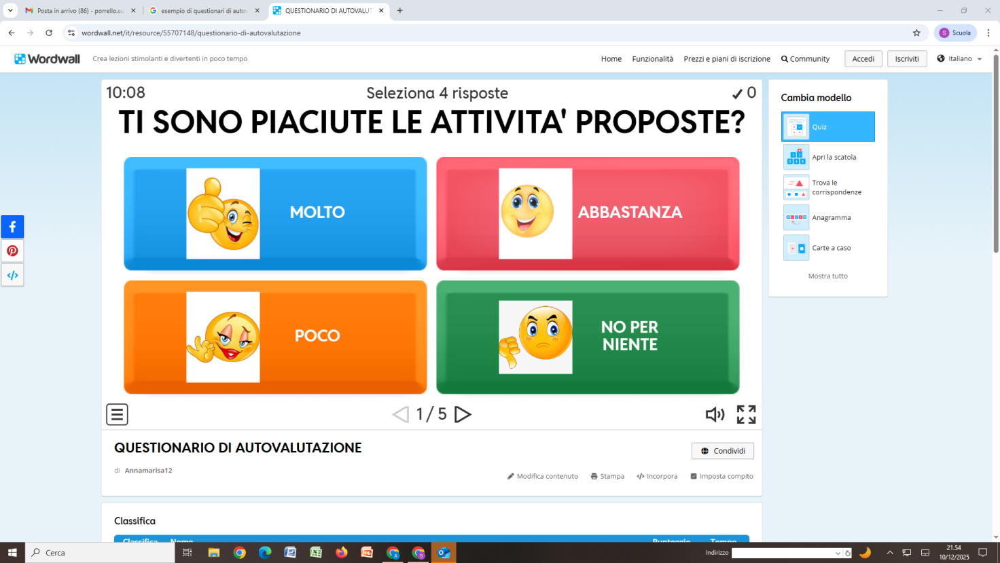 Posta in arrivo (86) - porrello.su
esempio di questionari di autov
QUESTIONARIO DI AUTOVALUT
wordwall.net/it/resource/55707148/questionario-di-autovalutazione
S
Scuola
Wordwall
Crea lezioni stimolanti e divertenti in poco tempo
Home
Funzionalità
Prezzi e piani di iscrizione
Community
Accedi
Iscriviti
Italiano
10:08
Seleziona 4 risposte
0
TI SONO PIACIUTE LE ATTIVITA' PROPOSTE?
MOLTO
ABBASTANZA
POCO
NO PER
NIENTE
1 / 5
Cambia modello
Quiz
Apri la scatola
Trova le
corrispondenze
Anagramma
Carte a caso
Mostra tutto
QUESTIONARIO DI AUTOVALUTAZIONE
Condividi
di Annamarisa12
Modifica contenuto
Stampa
Incorpora
Imposta compito
Classifica
Classifica
Nome
Punteggio
Tempo
Cerca
Indirizzo
21.54
10/12/2025